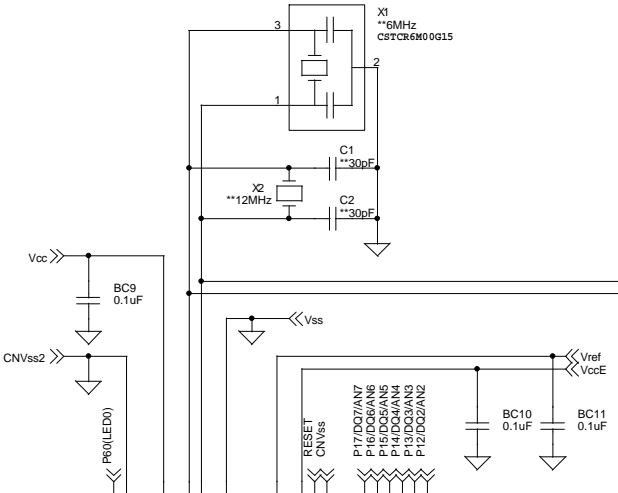 X1
**6MHz
CSTCR6M00G15
3
2
1
C1
**30pF
X2
**12MHz
C2
**30pF
Vcc
BC9
0.1uF
Vss
CNVss2
Vref
VccE
P60(LED0)
RESET
CNVss
P17/DQ7/AN7
P16/DQ6/AN6
P15/DQ5/AN5
P14/DQ4/AN4
P13/DQ3/AN3
P12/DQ2/AN2
BC10
0.1uF
BC11
0.1uF